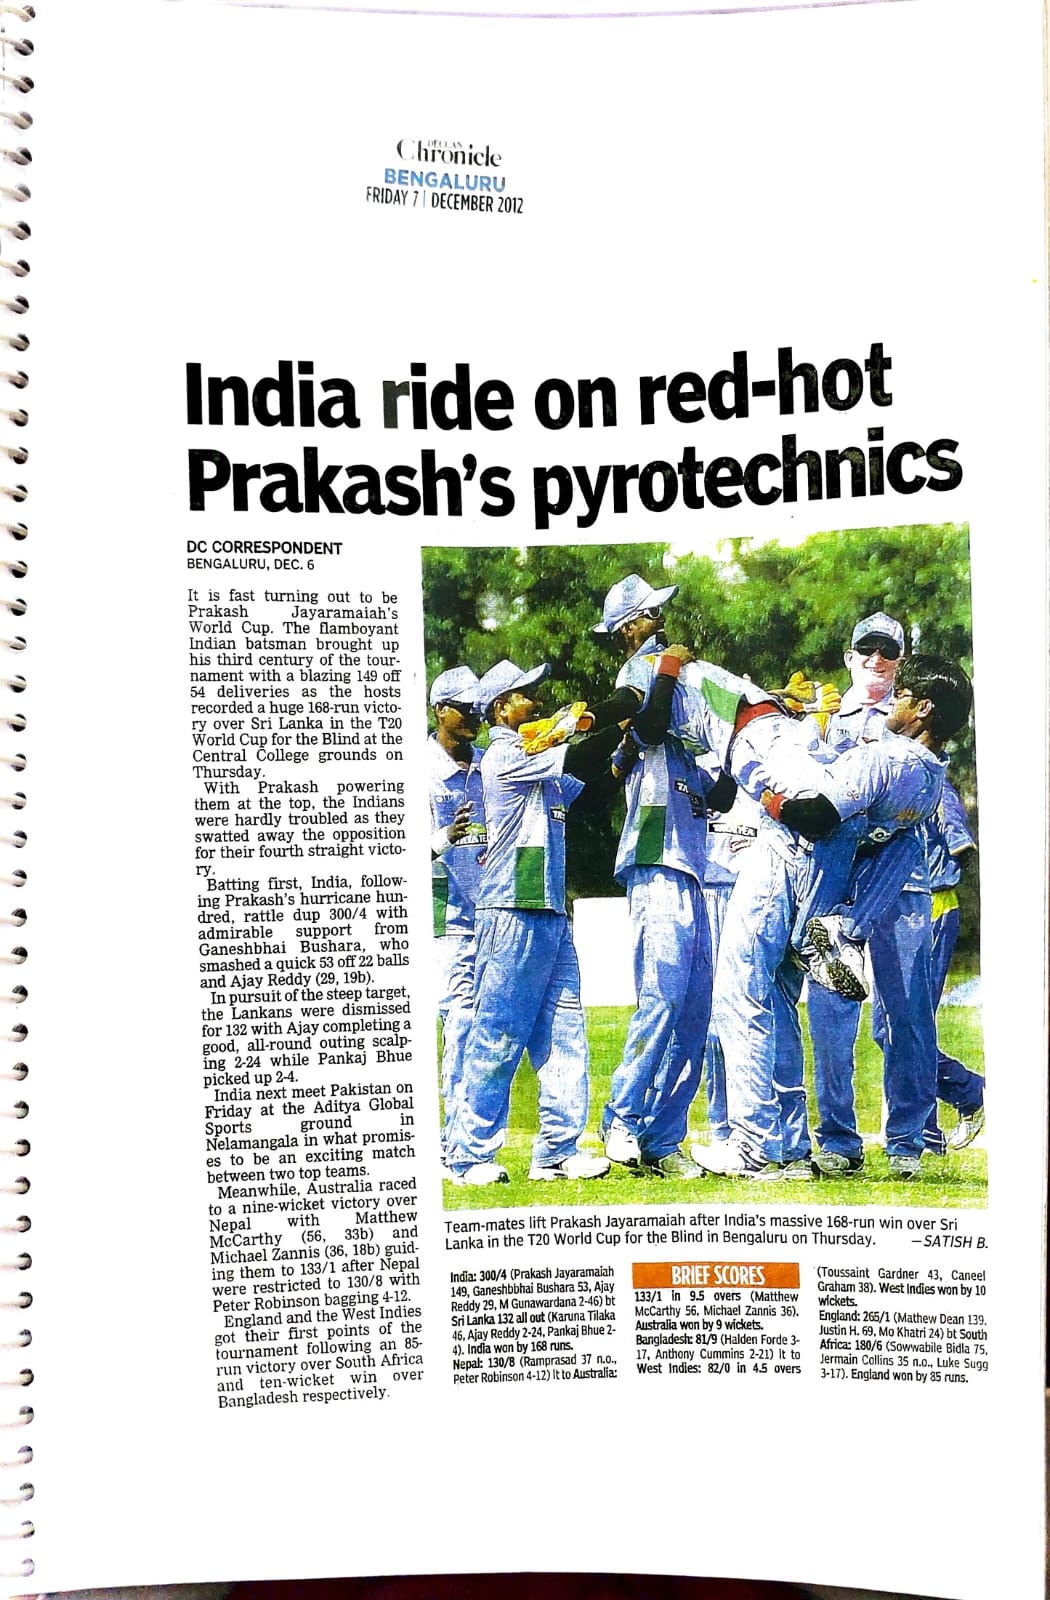 DECCAN
Chronicle
BENGALURU
FRIDAY 7 | DECEMBER 2012
India ride on red-hot
Prakash's pyrotechnics
DC CORRESPONDENT
BENGALURU, DEC. 6
It is fast turning out to be
Prakash Jayaramaiah's
World Cup. The flamboyant
Indian batsman brought up
his third century of the tour-
nament with a blazing 149 off
54 deliveries as the hosts
recorded a huge 168-run victo-
ry over Sri Lanka in the T20
World Cup for the Blind at the
Central College grounds on
Thursday.
With Prakash powering
them at the top, the Indians
were hardly troubled as they
swatted away the opposition
for their fourth straight victo-
ry.
Batting first, India, follow-
ing Prakash's hurricane hun-
dred, rattle dup 300/4 with
admirable support from
Ganeshbhai Bushara, who
smashed a quick 53 off 22 balls
and Ajay Reddy (29, 19b).
In pursuit of the steep target,
the Lankans were dismissed
for 132 with Ajay completing a
good, all-round outing scalp-
ing 2-24 while Pankaj Bhue
picked up 2-4.
India next meet Pakistan on
Friday at the Aditya Global
Sports ground in
Nelamangala in what promis-
es to be an exciting match
between two top teams.
Meanwhile, Australia raced
to a nine-wicket victory over
Nepal with Matthew
McCarthy (56, 33b) and
Michael Zannis (36, 18b) guid-
ing them to 133/1 after Nepal
were restricted to 130/8 with
Peter Robinson bagging 4-12.
England and the West Indies
got their first points of the
tournament following an 85-
run victory over South Africa
and ten-wicket win over
Bangladesh respectively.
Team-mates lift Prakash Jayaramaiah after India's massive 168-run win over Sri
Lanka in the T20 World Cup for the Blind in Bengaluru on Thursday. —SATISH B.
BRIEF SCORES
India: 300/4 (Prakash Jayaramaiah
149, Ganeshbbhai Bushara 53, Ajay
Reddy 29, M Gunawardana 2-46) bt
Sri Lanka 132 all out (Karuna Tilaka
46, Ajay Reddy 2-24, Pankaj Bhue 2-
4). India won by 168 runs.
Nepal: 130/8 (Ramprasad 37 n.o.,
Peter Robinson 4-12) lt to Australia:
133/1 in 9.5 overs (Matthew
McCarthy 56, Michael Zannis 36).
Australia won by 9 wickets.
Bangladesh: 81/9 (Halden Forde 3-
17, Anthony Cummins 2-21) lt to
West Indies: 82/0 in 4.5 overs
(Toussaint Gardner 43, Caneel
Graham 38). West Indies won by 10
wickets.
England: 265/1 (Mathew Dean 139,
Justin H. 69, Mo Khatri 24) bt South
Africa: 180/6 (Sowwabile Bidla 75,
Jermain Collins 35 n.o., Luke Sugg
3-17). England won by 85 runs.